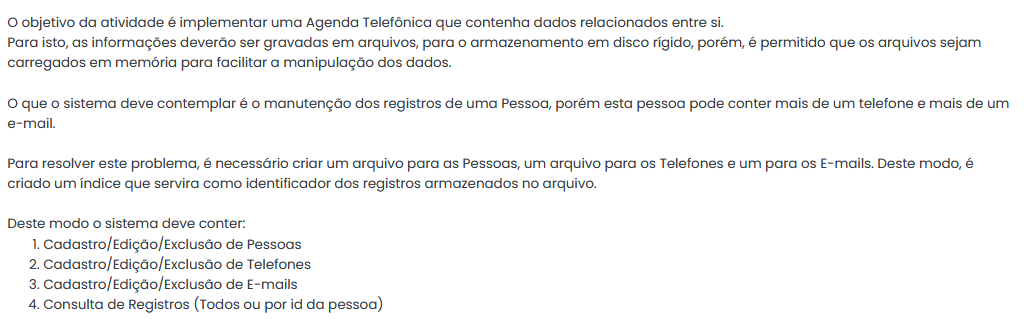 O objetivo da atividade é implementar uma Agenda Telefônica que contenha dados relacionados entre si.
Para isto, as informações deverão ser gravadas em arquivos, para o armazenamento em disco rígido, porém, é permitido que os arquivos sejam
carregados em memória para facilitar a manipulação dos dados.
O que o sistema deve contemplar é o manutenção dos registros de uma Pessoa, porém esta pessoa pode conter mais de um telefone e mais de um
e-mail.
Para resolver este problema, é necessário criar um arquivo para as Pessoas, um arquivo para os Telefones e um para os E-mails. Deste modo, é
criado um índice que servira como identificador dos registros armazenados no arquivo.
Deste modo o sistema deve conter:
1. Cadastro/Edição/Exclusão de Pessoas
2. Cadastro/Edição/Exclusão de Telefones
3. Cadastro/Edição/Exclusão de E-mails
4. Consulta de Registros (Todos ou por id da pessoa)